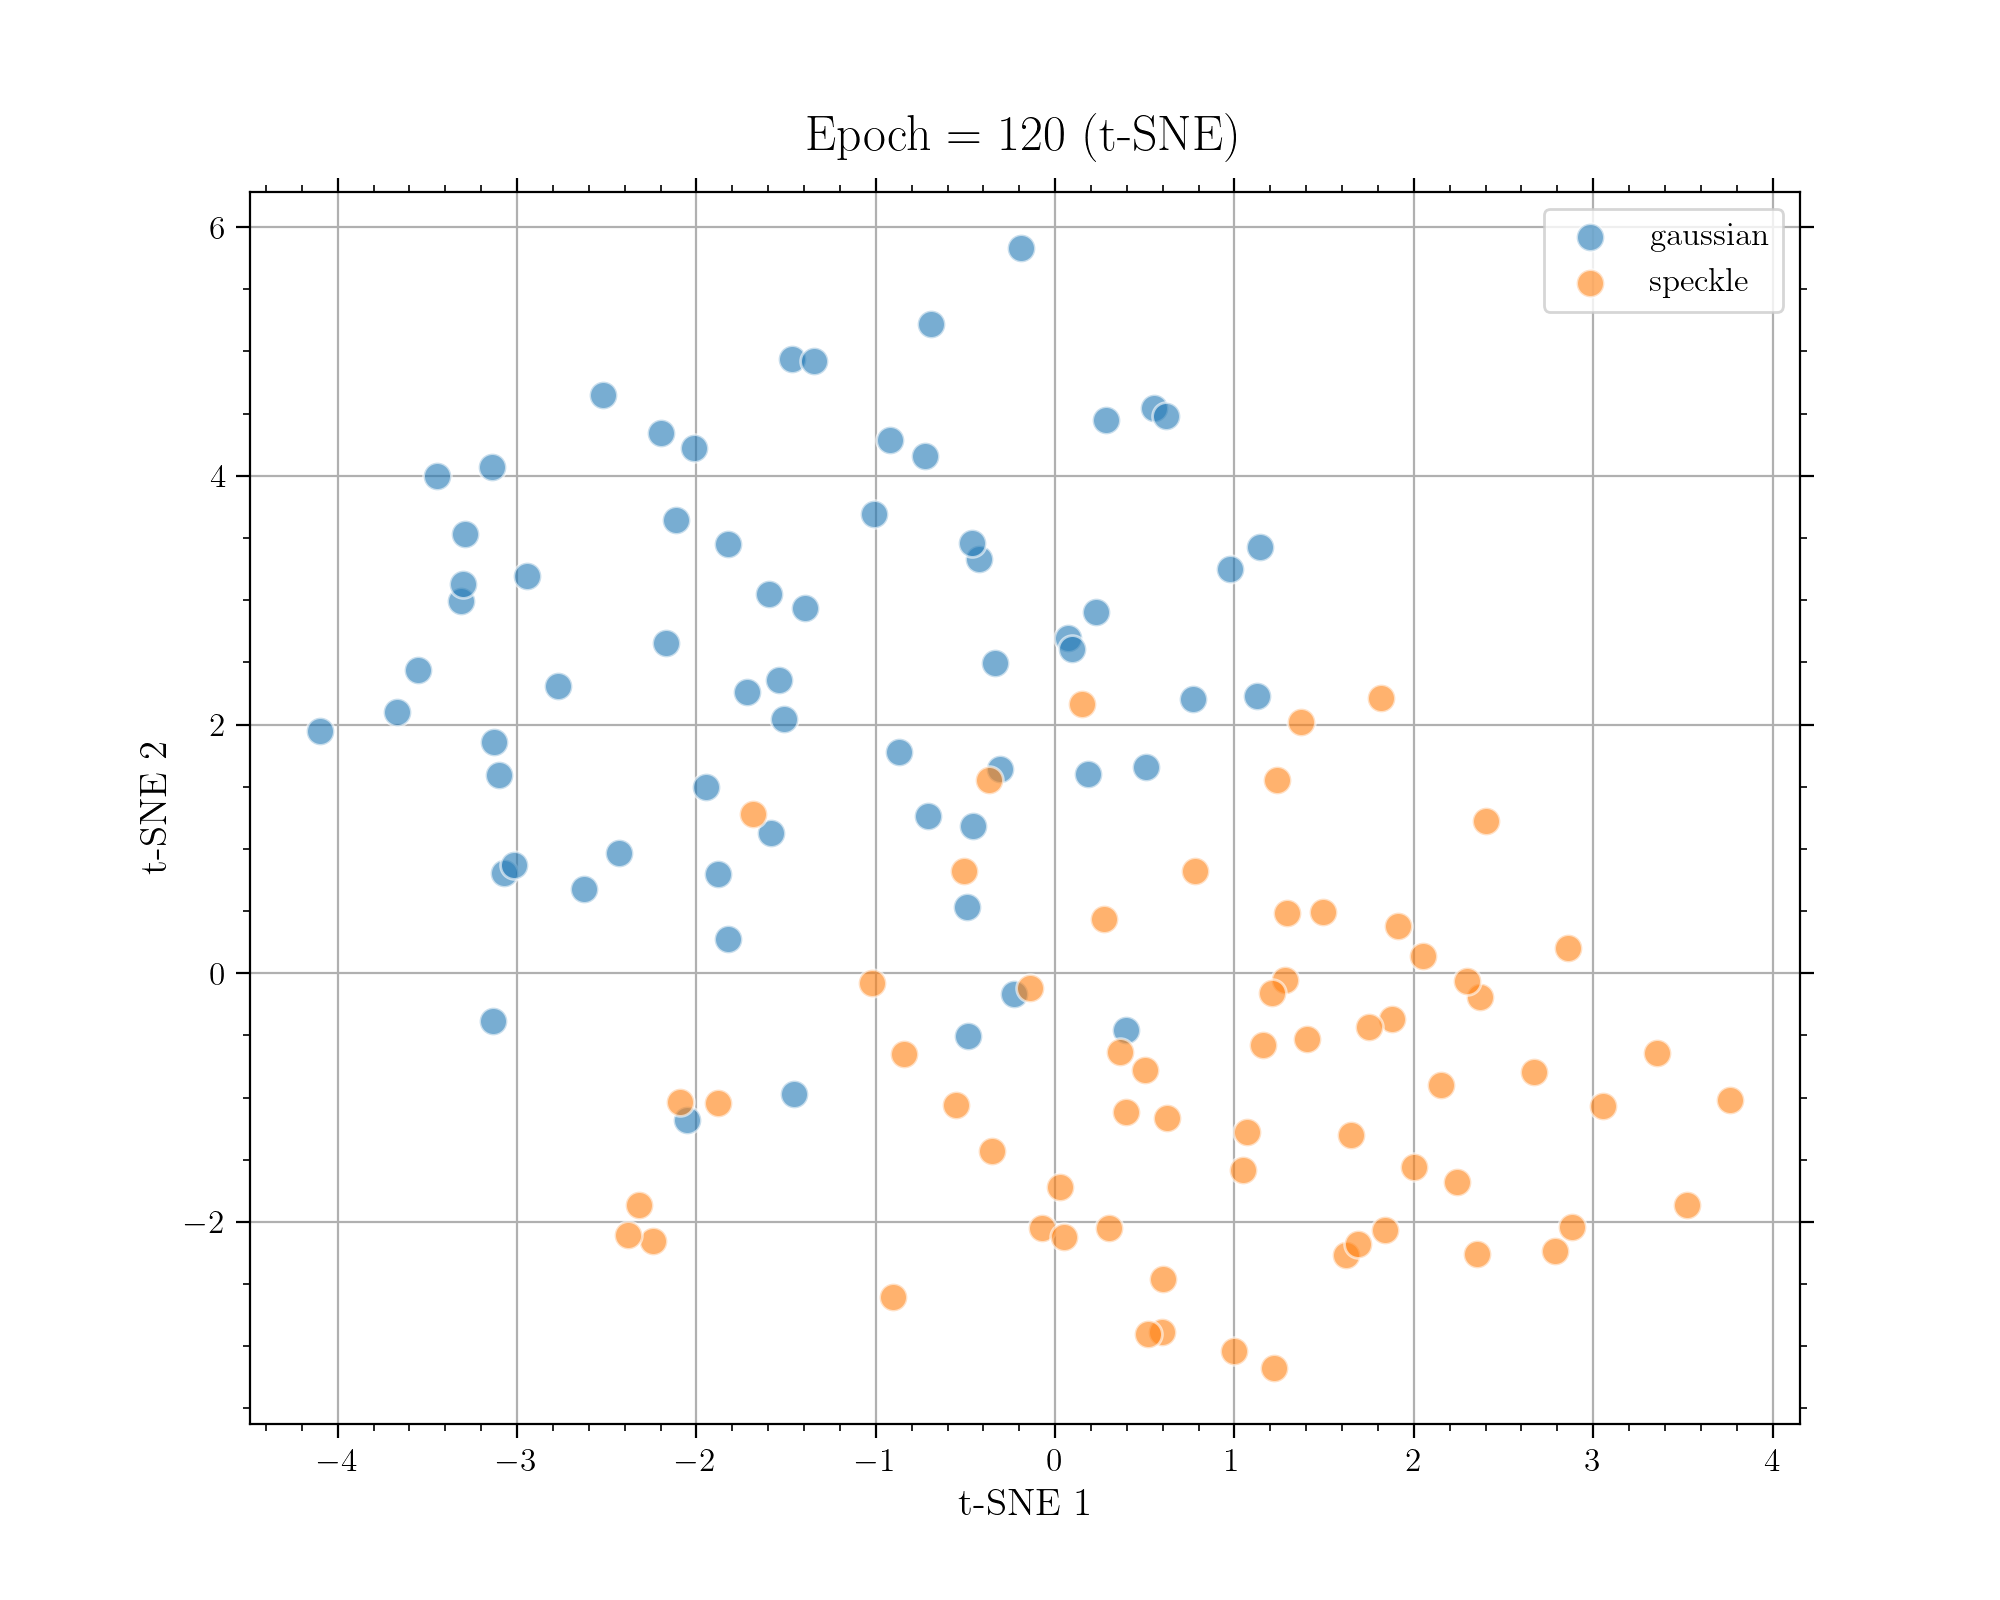 Epoch = 120 (t-SNE)
gaussian
speckle
6
4
2
0
−2
t-SNE 2
−4 −3 −2 −1 0 1 2 3 4
t-SNE 1